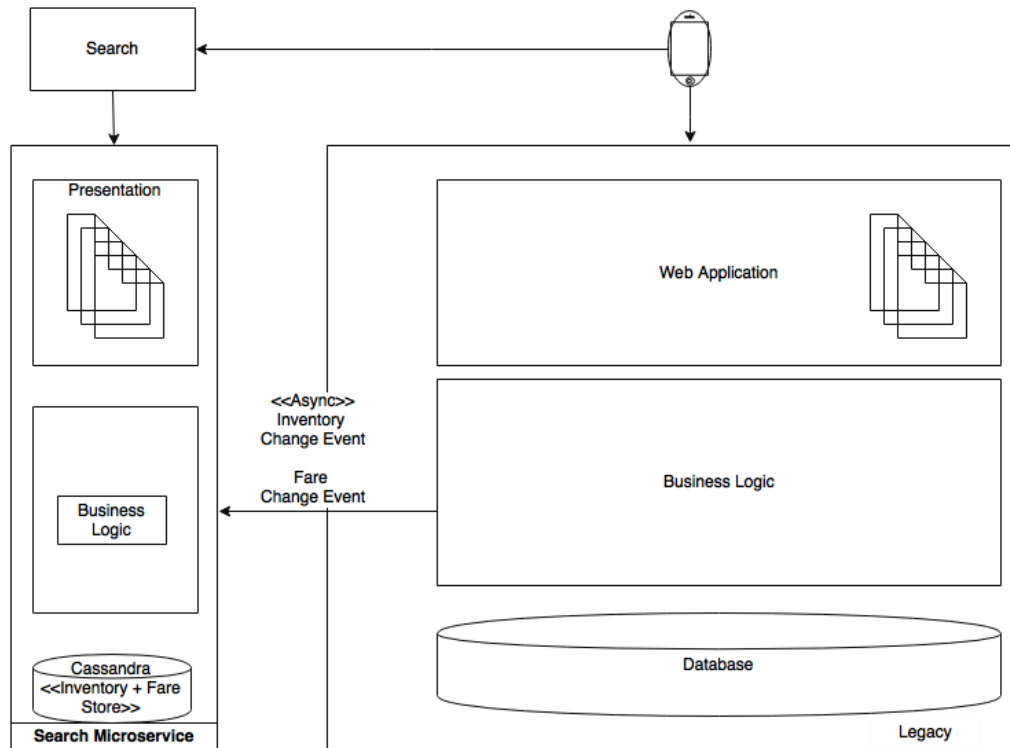 Search
Presentation
Web Application
<<Async>>
Inventory
Change Event
Fare
Change Event
Business
Logic
Business Logic
Cassandra
<<Inventory + Fare
Store>>
Database
Search Microservice
Legacy